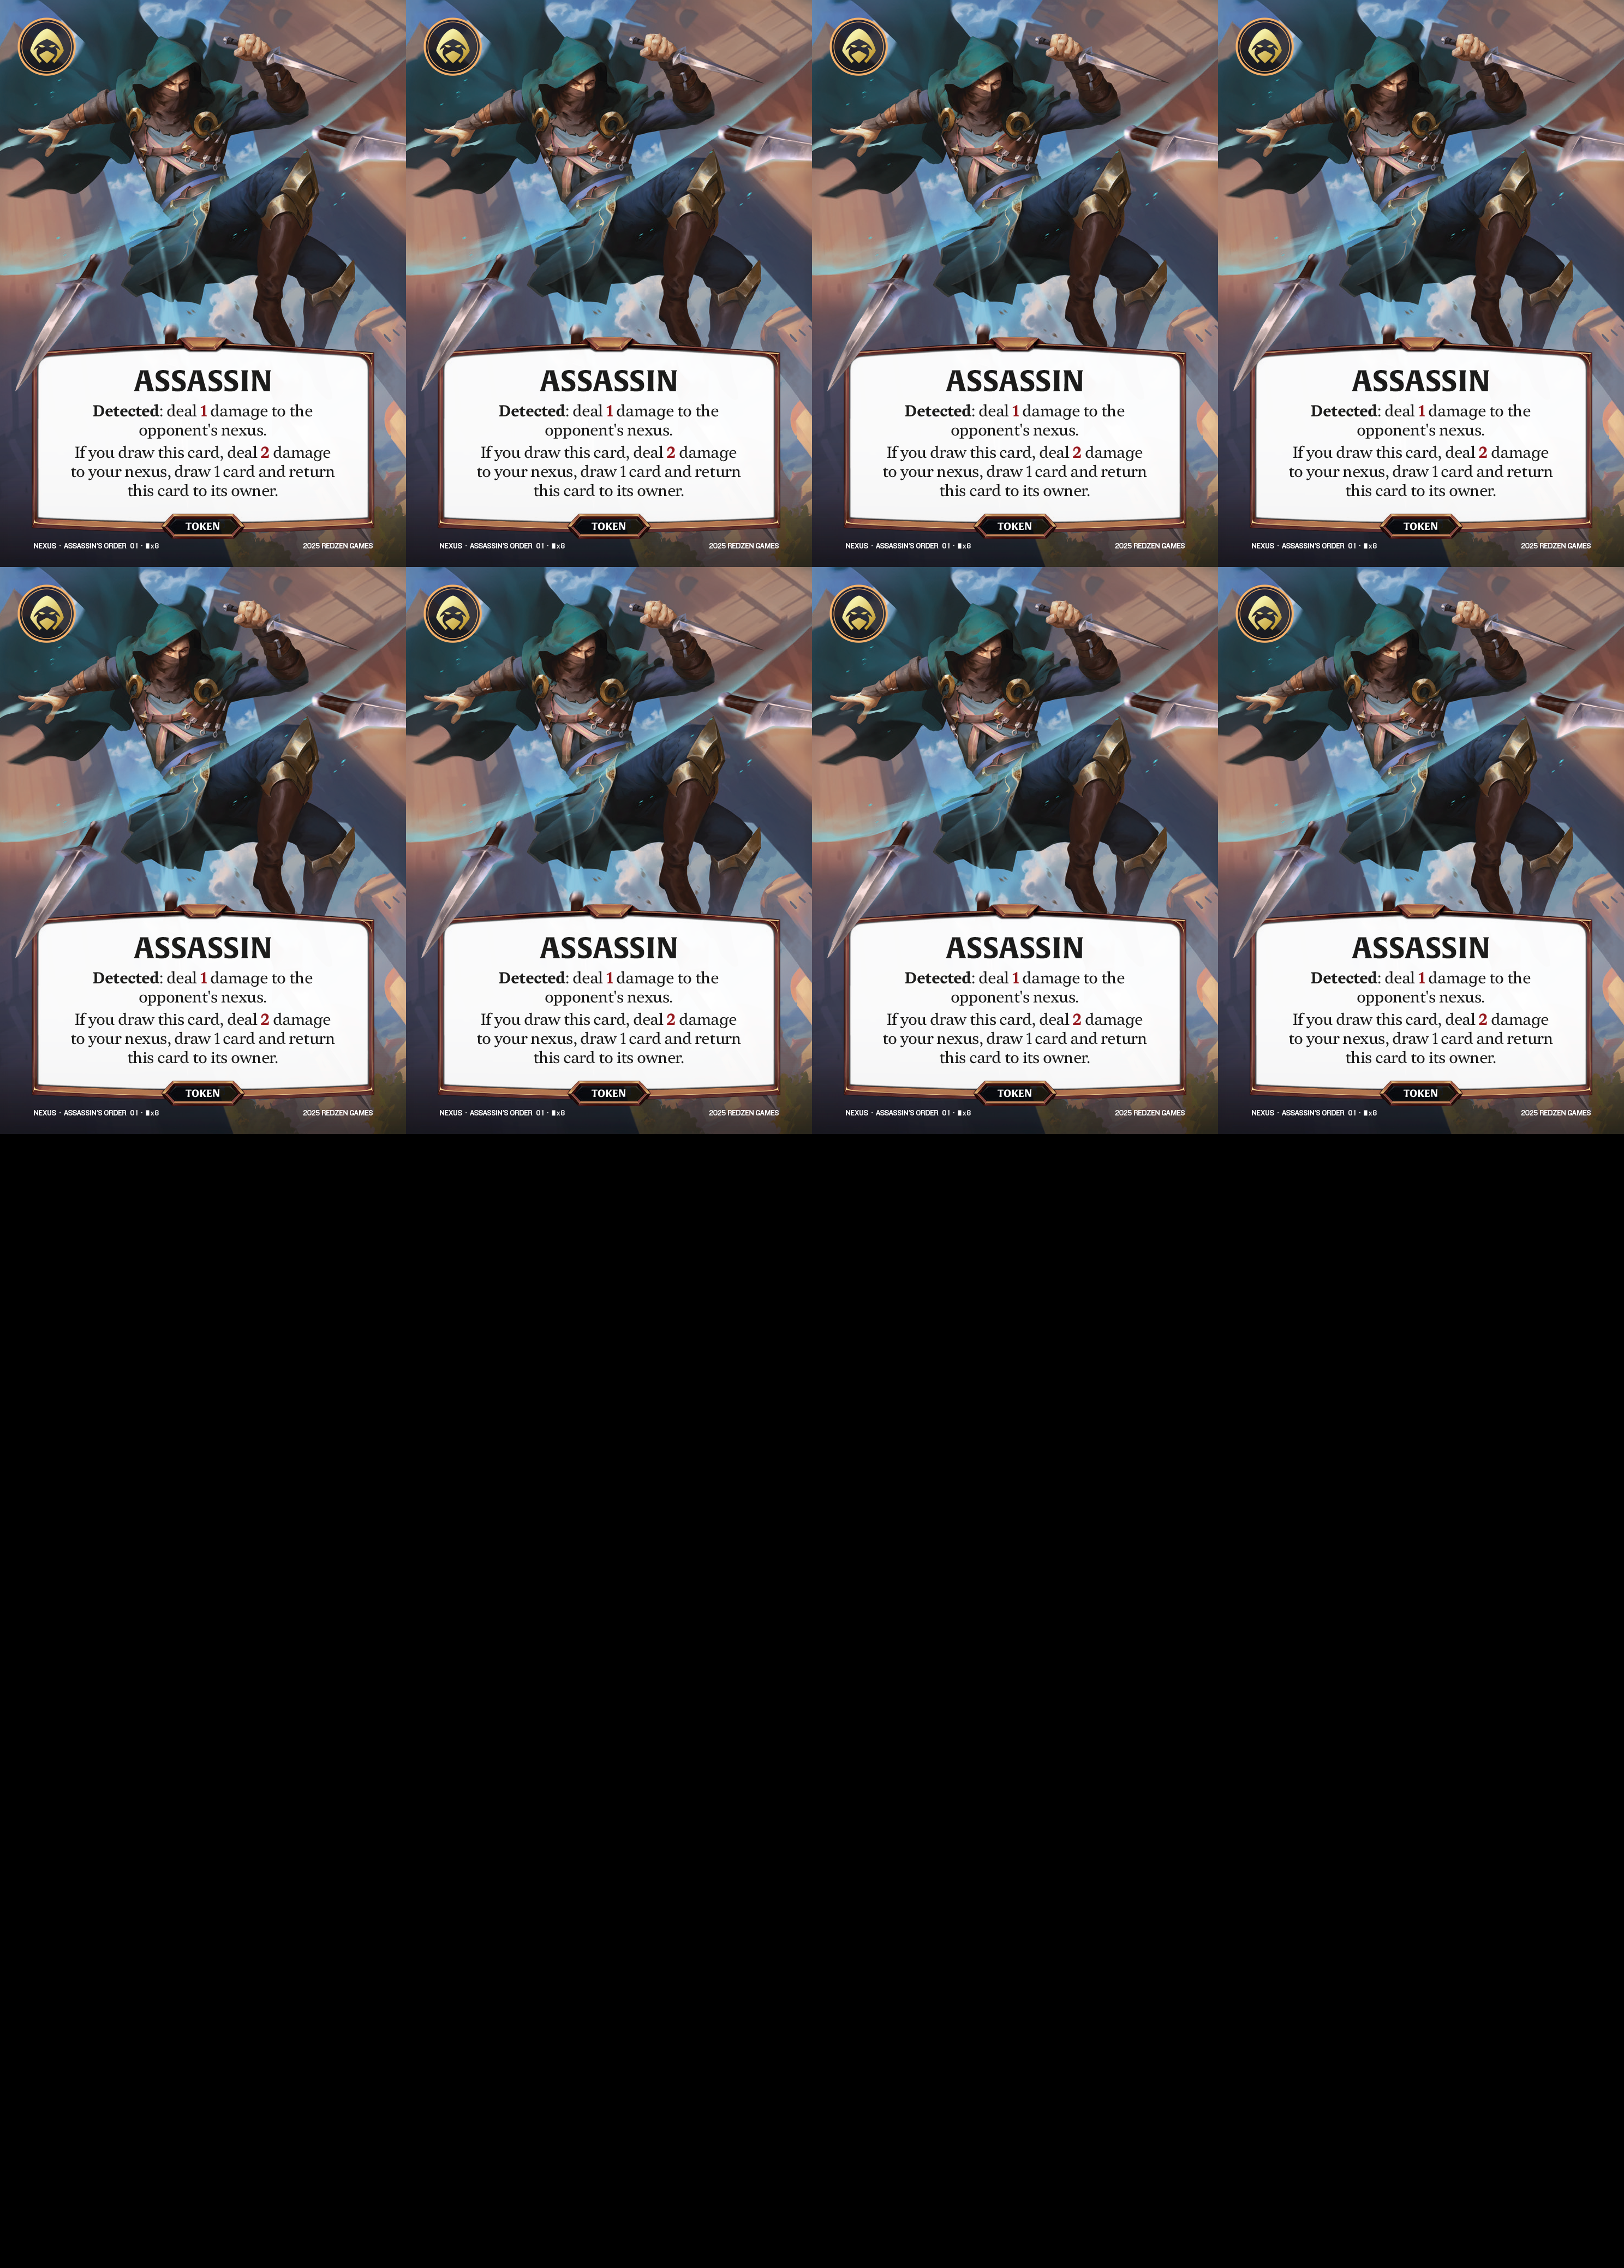 ASSASSIN
Detected: deal 1 damage to the
opponent's nexus.
If you draw this card, deal 2 damage
to your nexus, draw 1 card and return
this card to its owner.
TOKEN
NEXUS · ASSASSIN'S ORDER 01 · x8
2025 REDZEN GAMES
ASSASSIN
Detected: deal 1 damage to the
opponent's nexus.
If you draw this card, deal 2 damage
to your nexus, draw 1 card and return
this card to its owner.
TOKEN
NEXUS · ASSASSIN'S ORDER 01 · x8
2025 REDZEN GAMES
ASSASSIN
Detected: deal 1 damage to the
opponent's nexus.
If you draw this card, deal 2 damage
to your nexus, draw 1 card and return
this card to its owner.
TOKEN
NEXUS · ASSASSIN'S ORDER 01 · x8
2025 REDZEN GAMES
ASSASSIN
Detected: deal 1 damage to the
opponent's nexus.
If you draw this card, deal 2 damage
to your nexus, draw 1 card and return
this card to its owner.
TOKEN
NEXUS · ASSASSIN'S ORDER 01 · x8
2025 REDZEN GAMES
ASSASSIN
Detected: deal 1 damage to the
opponent's nexus.
If you draw this card, deal 2 damage
to your nexus, draw 1 card and return
this card to its owner.
TOKEN
NEXUS · ASSASSIN'S ORDER 01 · x8
2025 REDZEN GAMES
ASSASSIN
Detected: deal 1 damage to the
opponent's nexus.
If you draw this card, deal 2 damage
to your nexus, draw 1 card and return
this card to its owner.
TOKEN
NEXUS · ASSASSIN'S ORDER 01 · x8
2025 REDZEN GAMES
ASSASSIN
Detected: deal 1 damage to the
opponent's nexus.
If you draw this card, deal 2 damage
to your nexus, draw 1 card and return
this card to its owner.
TOKEN
NEXUS · ASSASSIN'S ORDER 01 · x8
2025 REDZEN GAMES
ASSASSIN
Detected: deal 1 damage to the
opponent's nexus.
If you draw this card, deal 2 damage
to your nexus, draw 1 card and return
this card to its owner.
TOKEN
NEXUS · ASSASSIN'S ORDER 01 · x8
2025 REDZEN GAMES